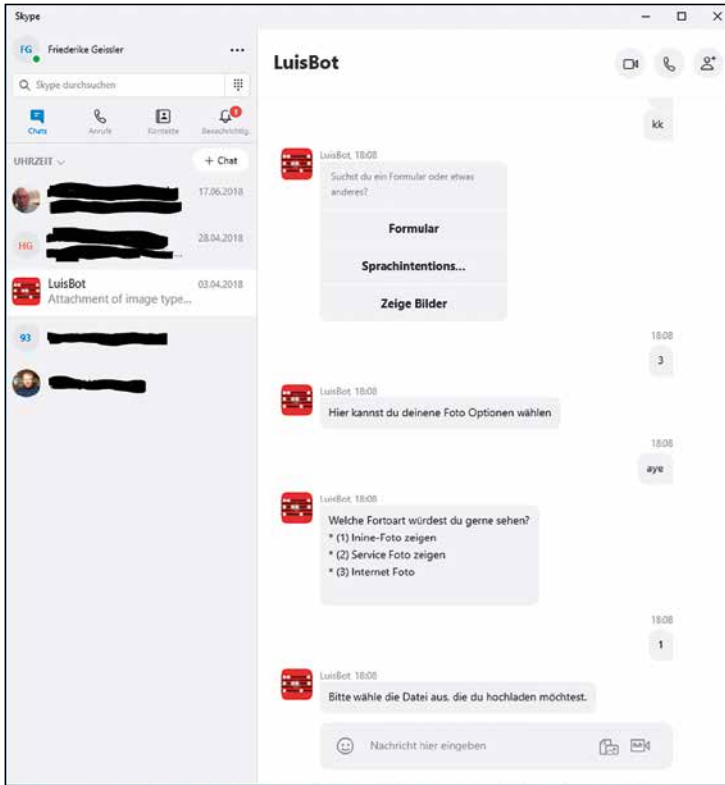 Skype
FG Friederike Geissler
Skype durchsuchen
Chats Anrufe Kontakte Benachrichtig.
UHRZEIT
+ Chat
17.06.2018
HG
28.04.2018
LuisBot
03.04.2018
Attachment of image type...
93
LuisBot
kk
LuisBot, 18:08
Suchst du ein Formular oder etwas
anderes?
Formular
Sprachintentions...
Zeige Bilder
18:08
3
LuisBot, 18:08
Hier kannst du deinene Foto Optionen wählen
18:08
aye
LuisBot, 18:08
Welche Fortoart würdest du gerne sehen?
* (1) Inine-Foto zeigen
* (2) Service Foto zeigen
* (3) Internet Foto
18:08
1
LuisBot, 18:08
Bitte wähle die Datei aus, die du hochladen möchtest.
Nachricht hier eingeben